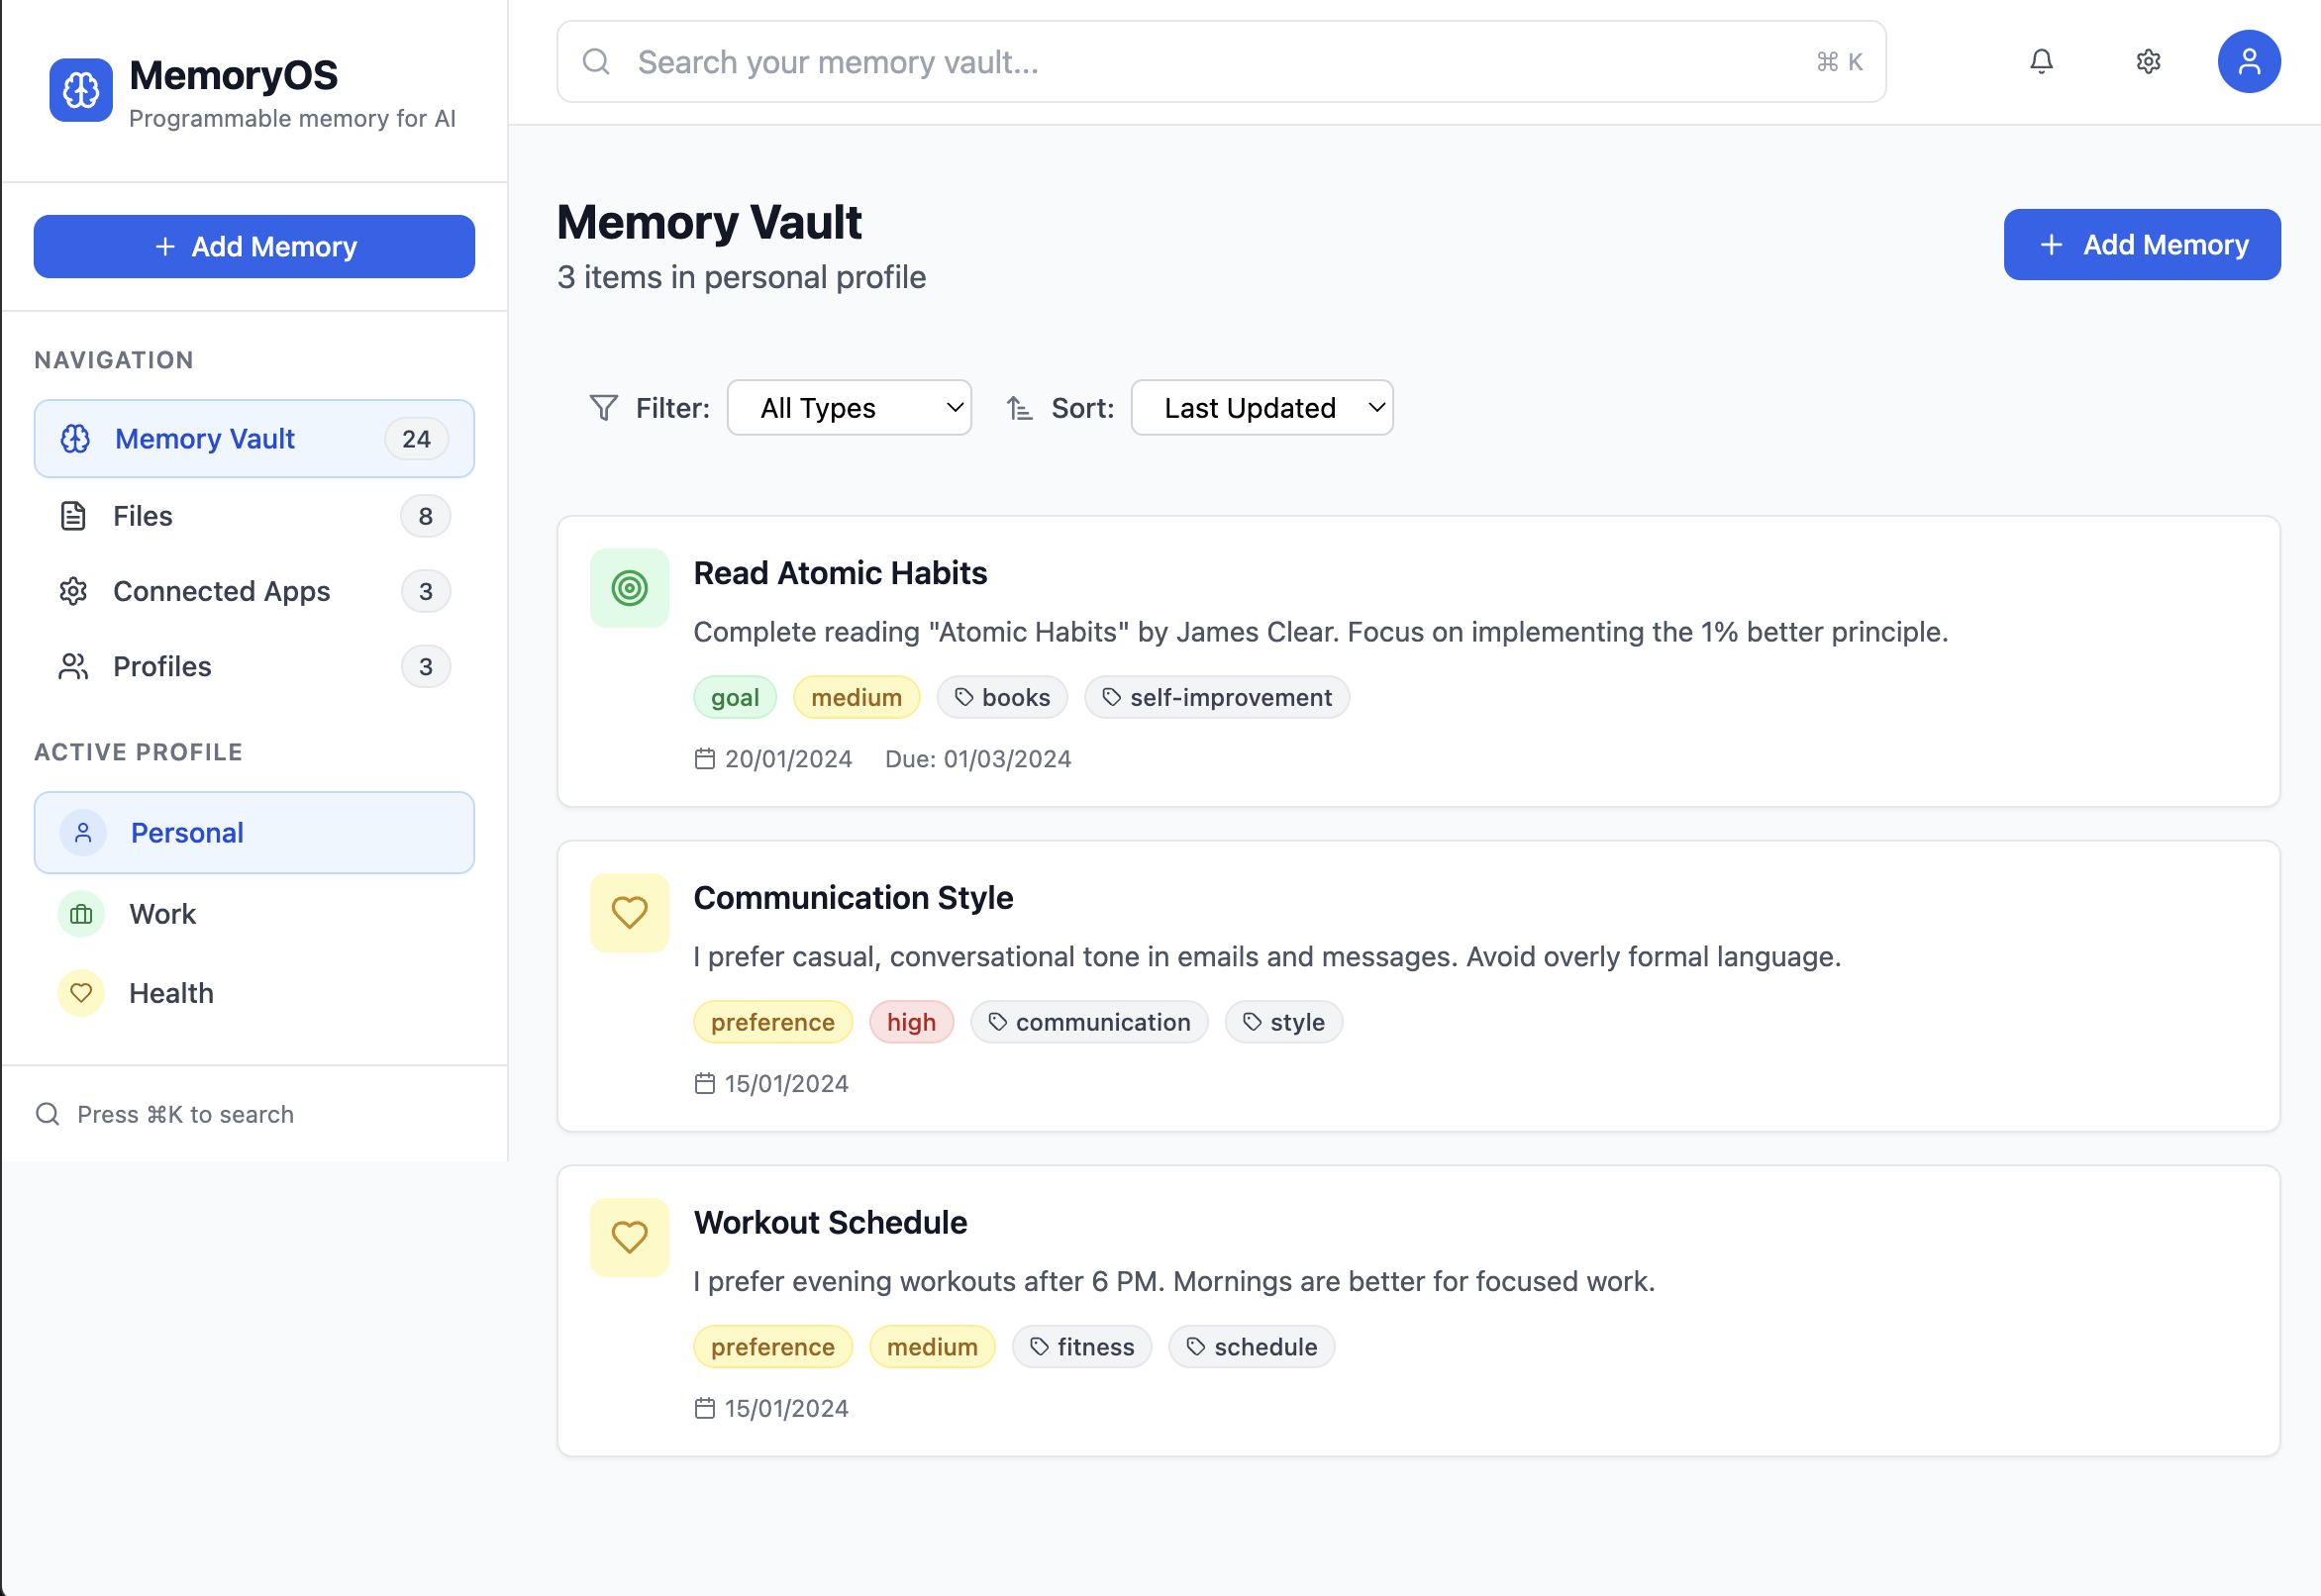 MemoryOS
Programmable memory for AI
+ Add Memory
NAVIGATION
Memory Vault 24
Files 8
Connected Apps 3
Profiles 3
ACTIVE PROFILE
Personal
Work
Health
Press ⌘K to search
Search your memory vault... ⌘ K
Memory Vault
3 items in personal profile
+ Add Memory
Filter: All Types Sort: Last Updated
Read Atomic Habits
Complete reading "Atomic Habits" by James Clear. Focus on implementing the 1% better principle.
goal medium books self-improvement
20/01/2024 Due: 01/03/2024
Communication Style
I prefer casual, conversational tone in emails and messages. Avoid overly formal language.
preference high communication style
15/01/2024
Workout Schedule
I prefer evening workouts after 6 PM. Mornings are better for focused work.
preference medium fitness schedule
15/01/2024